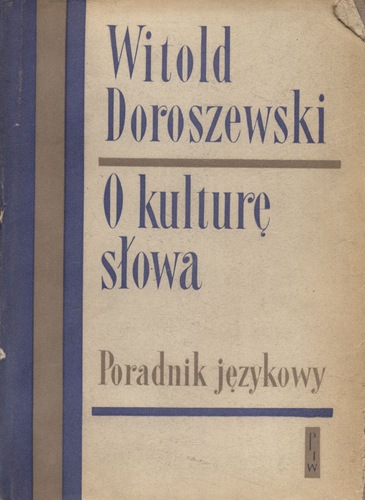 Witold
Doroszewski
O kulturę
słowa
Poradnik językowy
PIW